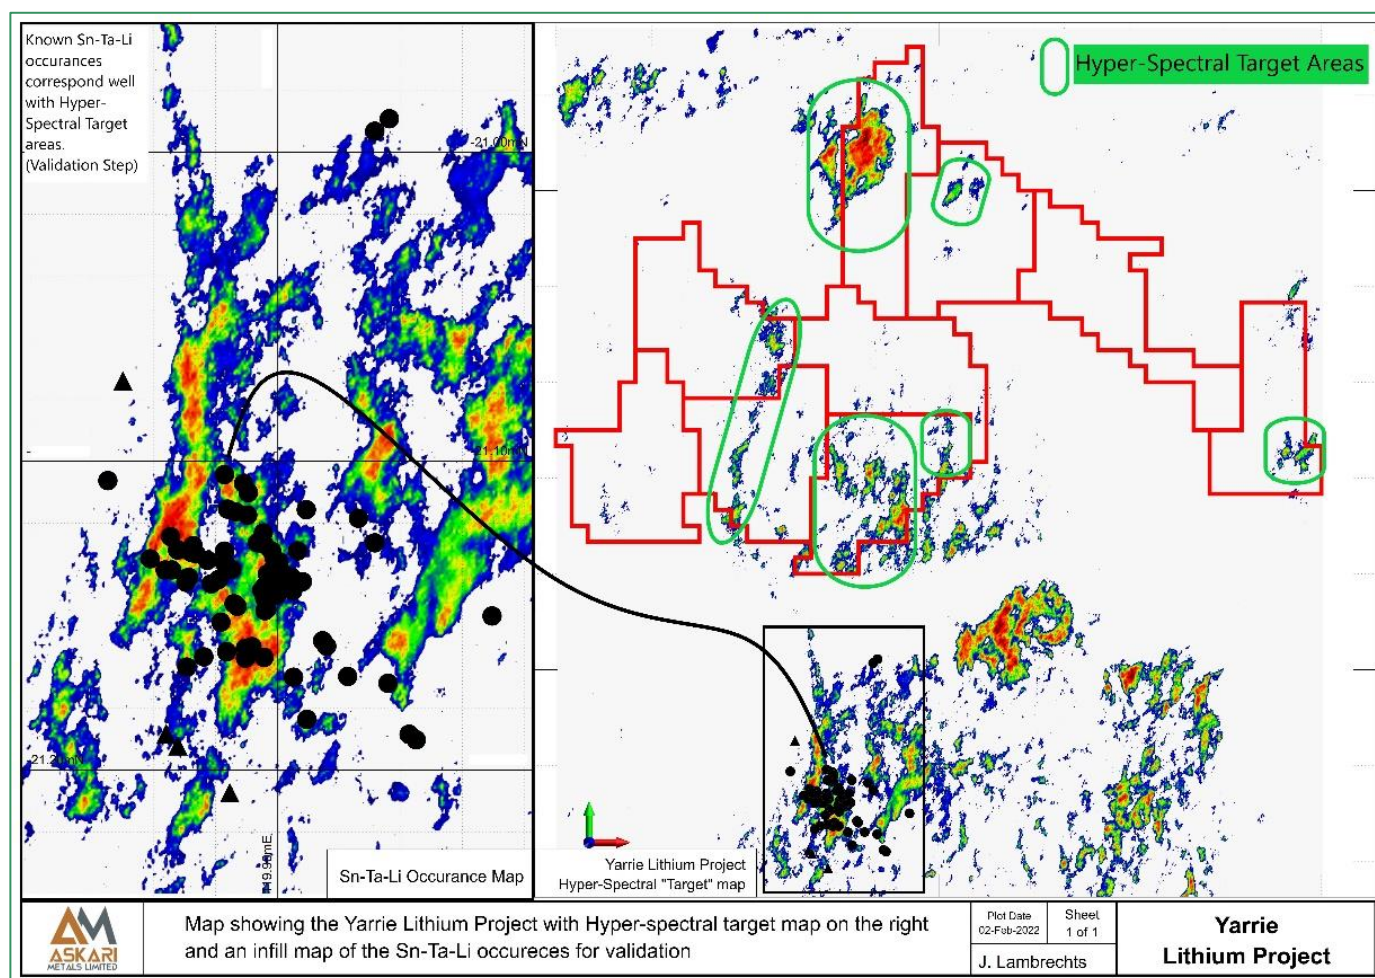 Known Sn-Ta-Li
occurances
correspond well
with Hyper-
Spectral Target
areas.
(Validation Step)
Hyper-Spectral Target Areas
-21.00mN
-21.10mN
-21.20mN
119.90mE
Sn-Ta-Li Occurance Map
Yarrie Lithium Project
Hyper-Spectral "Target" map
AM
ASKARI
METALS LIMITED
Map showing the Yarrie Lithium Project with Hyper-spectral target map on the right
and an infill map of the Sn-Ta-Li occureces for validation
Plot Date
02-Feb-2022
Sheet
1 of 1
J. Lambrechts
Yarrie
Lithium Project